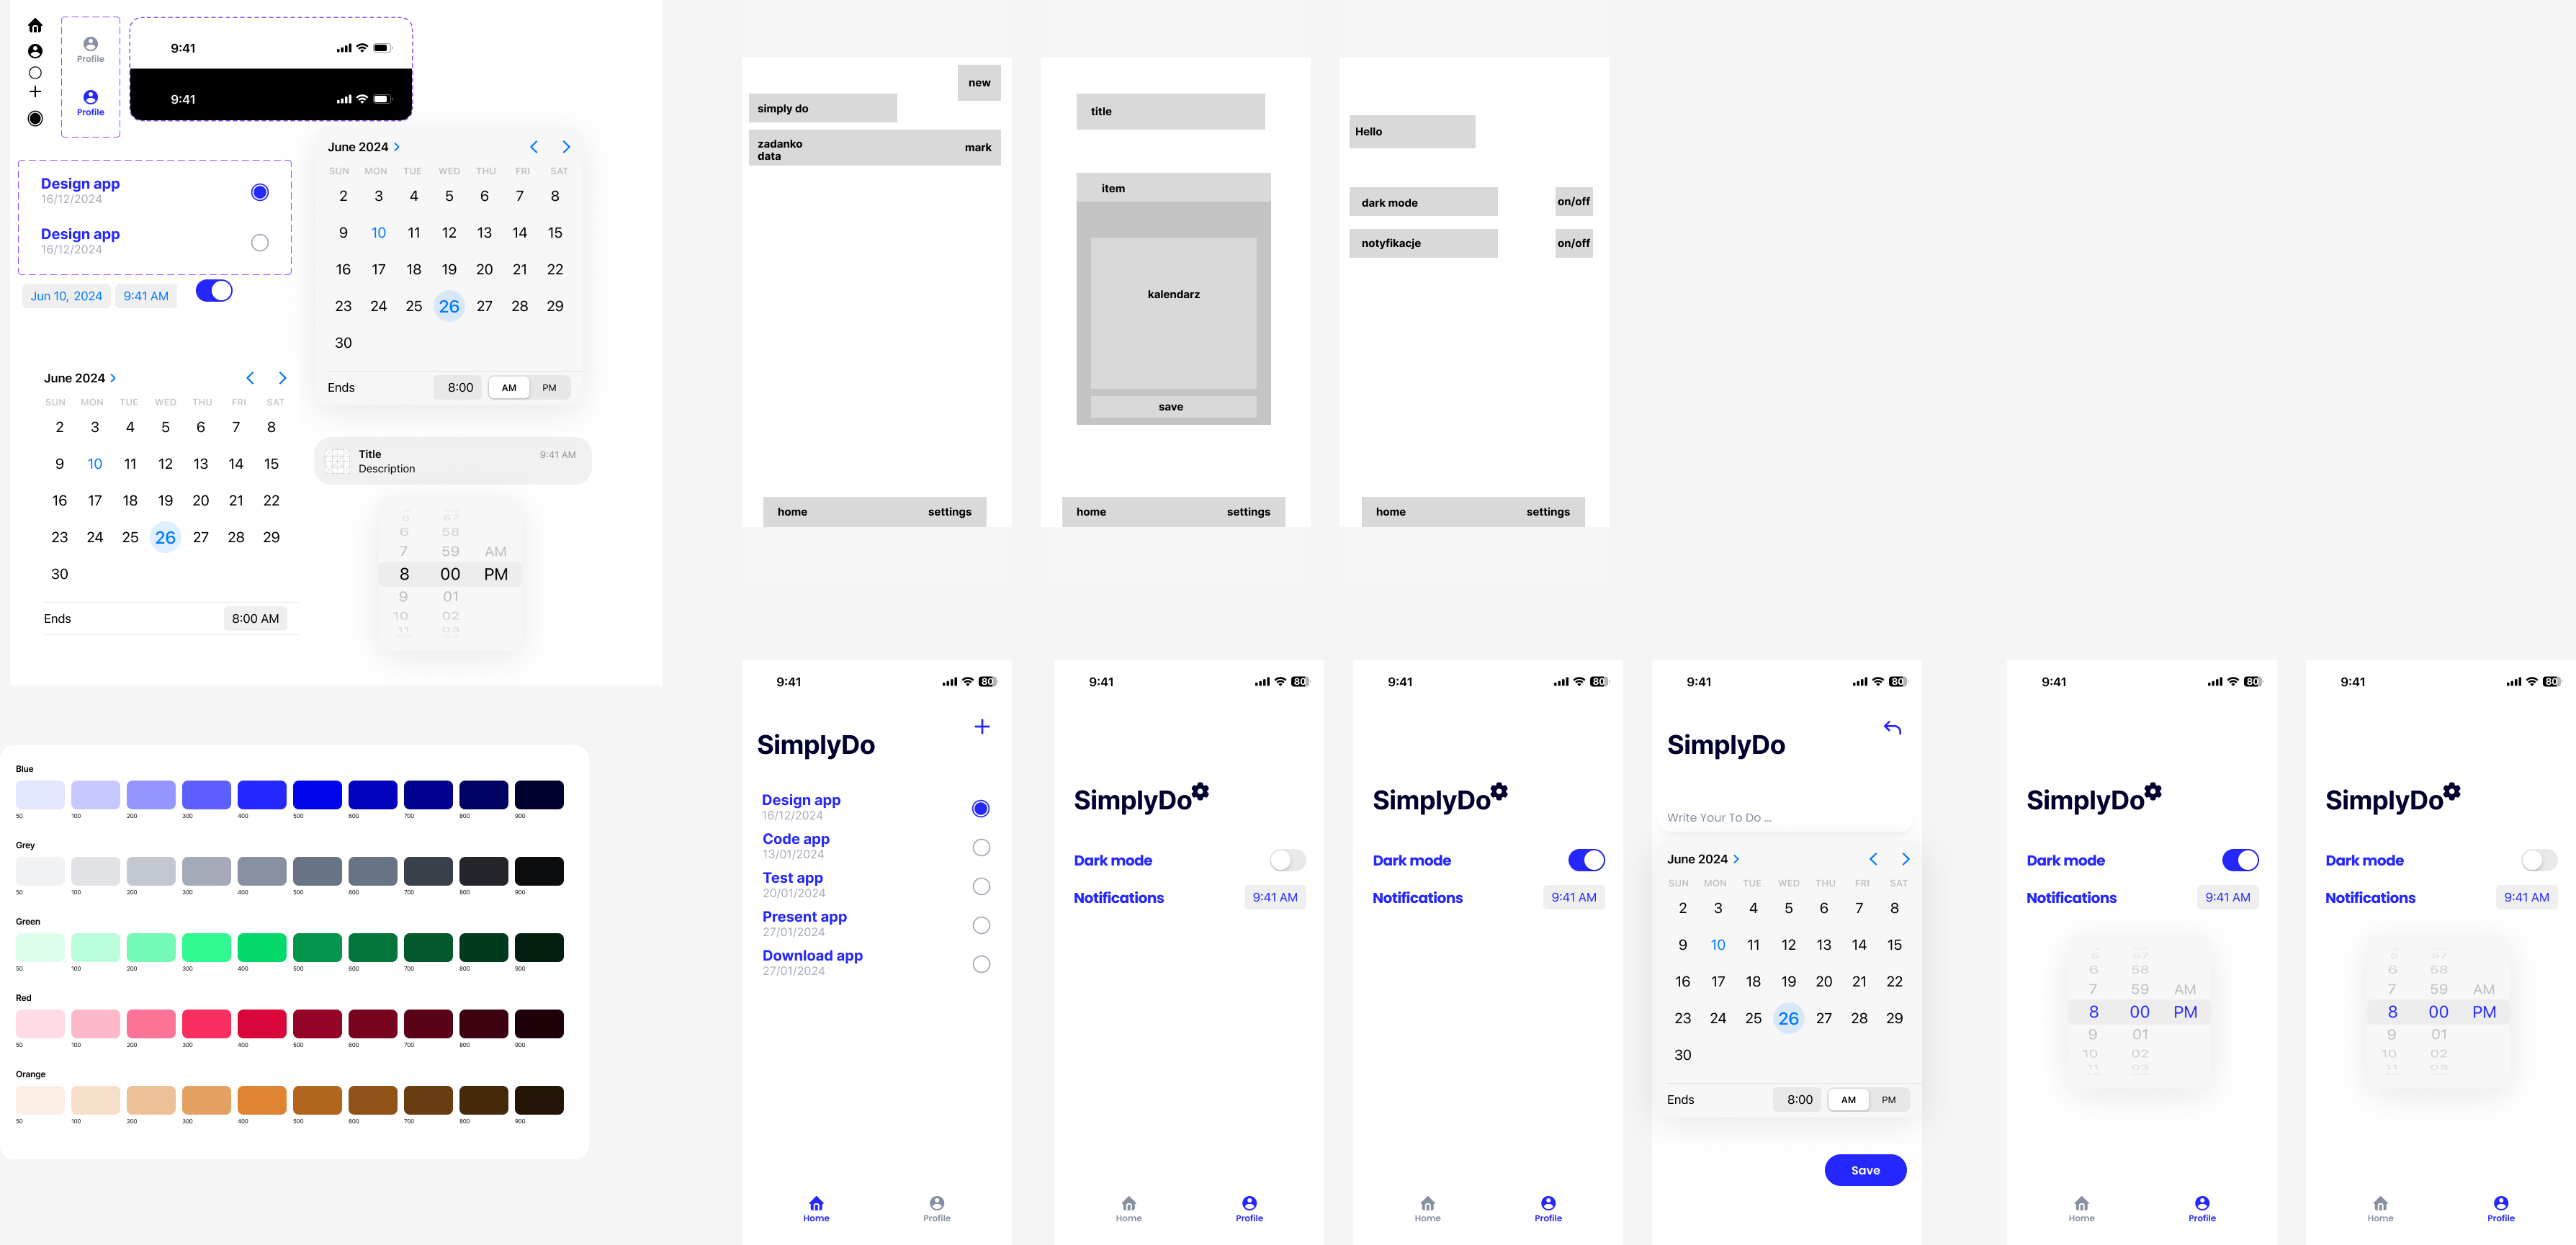 9:41
9:41
Profile
Profile
Design app
16/12/2024
Design app
16/12/2024
Jun 10, 2024 9:41 AM
June 2024
SUN MON TUE WED THU FRI SAT
2 3 4 5 6 7 8
9 10 11 12 13 14 15
16 17 18 19 20 21 22
23 24 25 26 27 28 29
30
Ends 8:00 AM PM
June 2024
SUN MON TUE WED THU FRI SAT
2 3 4 5 6 7 8
9 10 11 12 13 14 15
16 17 18 19 20 21 22
23 24 25 26 27 28 29
30
Ends 8:00 AM
Title 9:41 AM
Description
6 58
7 59 AM
8 00 PM
9 01
10 02
11 03
new
simply do
zadanko
data
mark
home settings
title
item
kalendarz
save
home settings
Hello
dark mode on/off
notyfikacje on/off
home settings
Blue
50 100 200 300 400 500 600 700 800 900
Grey
50 100 200 300 400 500 600 700 800 900
Green
50 100 200 300 400 500 600 700 800 900
Red
50 100 200 300 400 500 600 700 800 900
Orange
50 100 200 300 400 500 600 700 800 900
9:41 80
SimplyDo
Design app
16/12/2024
Code app
13/01/2024
Test app
20/01/2024
Present app
27/01/2024
Download app
27/01/2024
Home Profile
9:41 80
SimplyDo
Dark mode
Notifications 9:41 AM
Home Profile
9:41 80
SimplyDo
Dark mode
Notifications 9:41 AM
Home Profile
9:41 80
SimplyDo
Write Your To Do ...
June 2024
SUN MON TUE WED THU FRI SAT
2 3 4 5 6 7 8
9 10 11 12 13 14 15
16 17 18 19 20 21 22
23 24 25 26 27 28 29
30
Ends 8:00 AM PM
Save
9:41 80
SimplyDo
Dark mode
Notifications 9:41 AM
6 58
7 59 AM
8 00 PM
9 01
10 02
11 03
Home Profile
9:41 80
SimplyDo
Dark mode
Notifications 9:41 AM
6 58
7 59 AM
8 00 PM
9 01
10 02
11 03
Home Profile